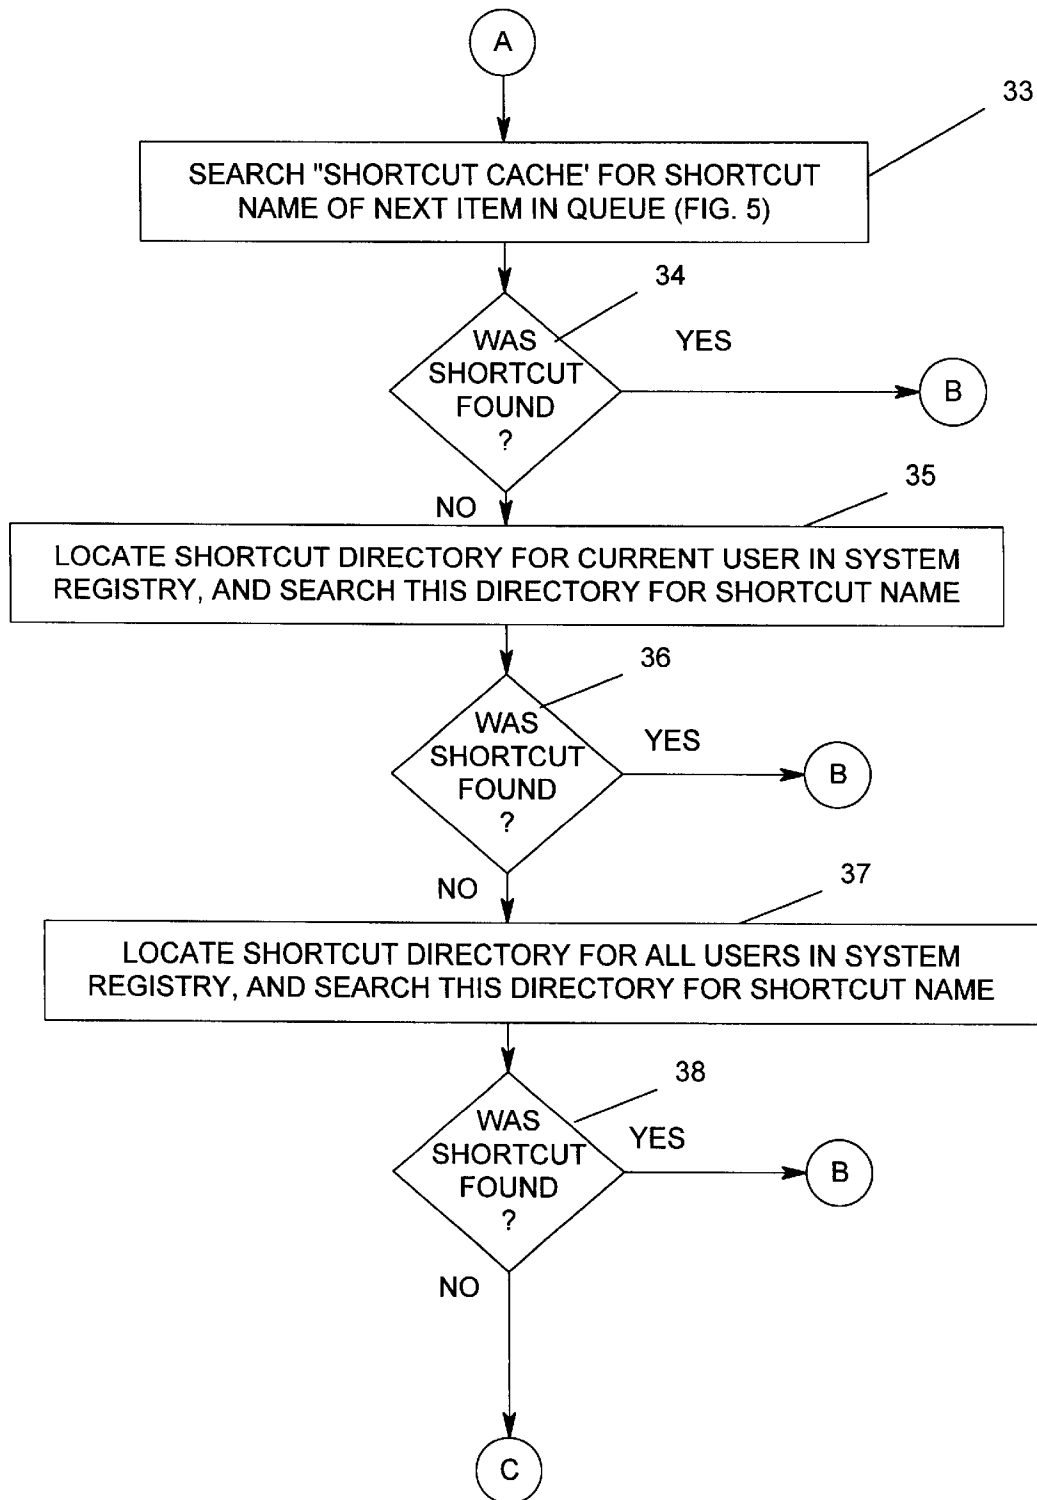 A
33
SEARCH "SHORTCUT CACHE' FOR SHORTCUT
NAME OF NEXT ITEM IN QUEUE (FIG. 5)
34
WAS
SHORTCUT
FOUND
?
YES
B
NO
35
LOCATE SHORTCUT DIRECTORY FOR CURRENT USER IN SYSTEM
REGISTRY, AND SEARCH THIS DIRECTORY FOR SHORTCUT NAME
36
WAS
SHORTCUT
FOUND
?
YES
B
NO
37
LOCATE SHORTCUT DIRECTORY FOR ALL USERS IN SYSTEM
REGISTRY, AND SEARCH THIS DIRECTORY FOR SHORTCUT NAME
38
WAS
SHORTCUT
FOUND
?
YES
B
NO
C